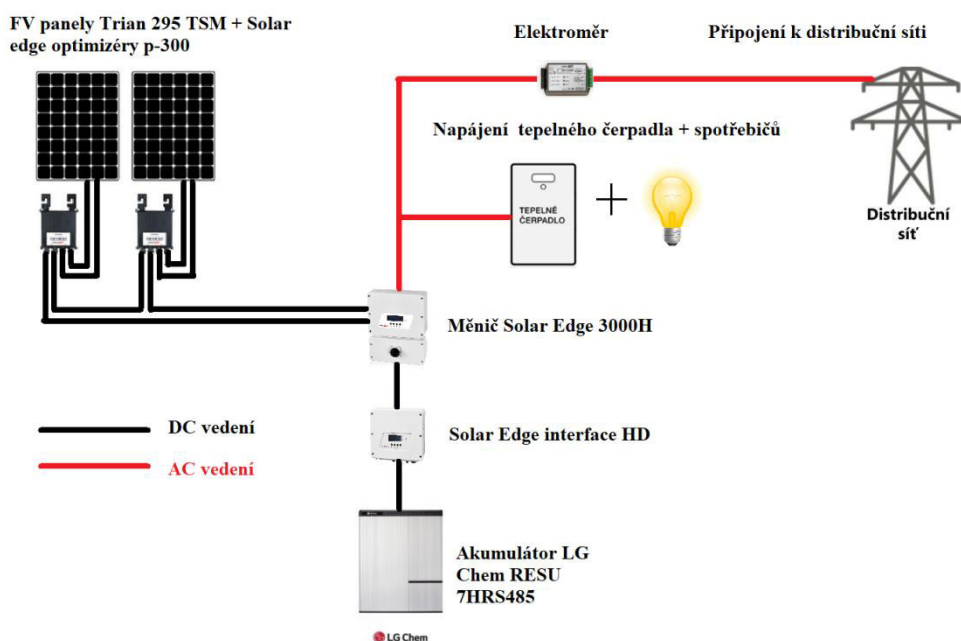 FV panely Trian 295 TSM + Solar
edge optimizéry p-300
Elektroměr
Připojení k distribuční síti
Napájení tepelného čerpadla + spotřebičů
TEPELNÉ
ČERPADLO
Distribuční
síť
Měnič Solar Edge 3000H
DC vedení
Solar Edge interface HD
AC vedení
Akumulátor LG
Chem RESU
7HRS485
LG Chem